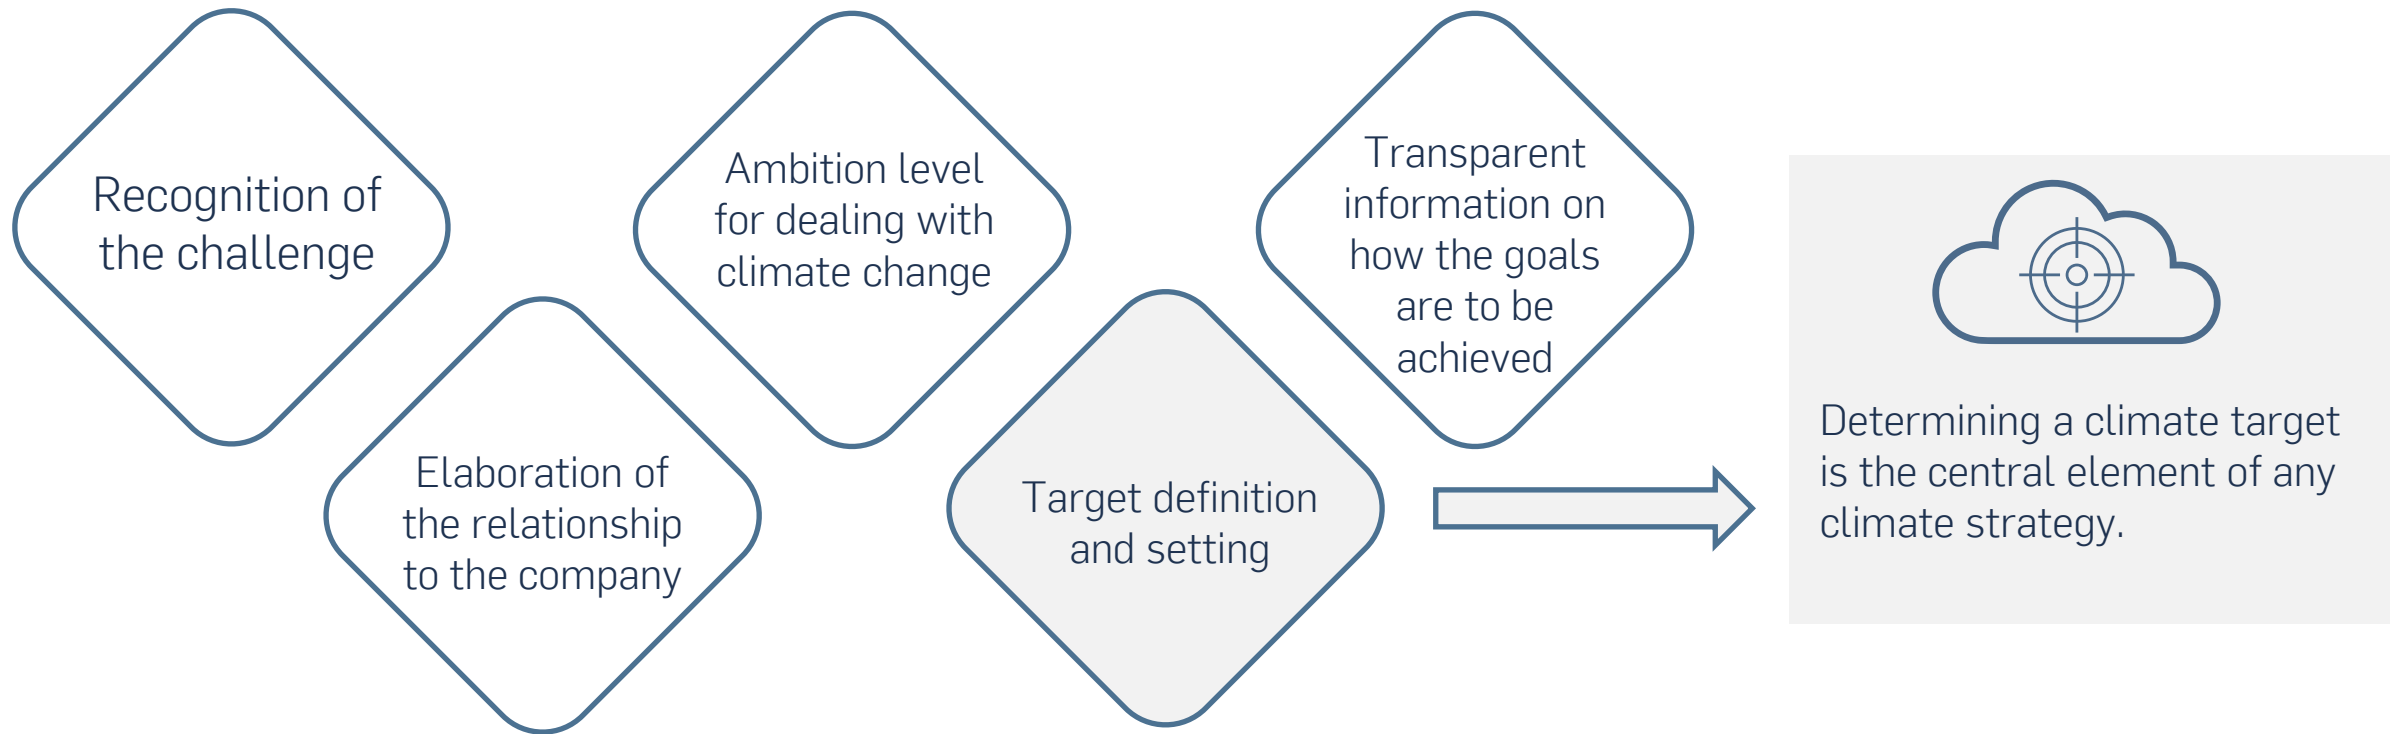 Recognition of
the challenge
Elaboration of
the relationship
to the company
Ambition level
for dealing with
climate change
Target definition
and setting
Transparent
information on
how the goals
are to be
achieved
Determining a climate target
is the central element of any
climate strategy.